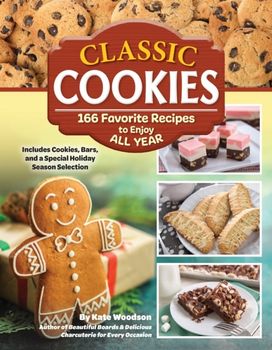 CLASSIC
COOKIES
166 Favorite Recipes
to Enjoy
ALL YEAR
Includes Cookies, Bars,
and a Special Holiday
Season Selection
By Kate Woodson
Author of Beautiful Boards & Delicious
Charcuterie for Every Occasion